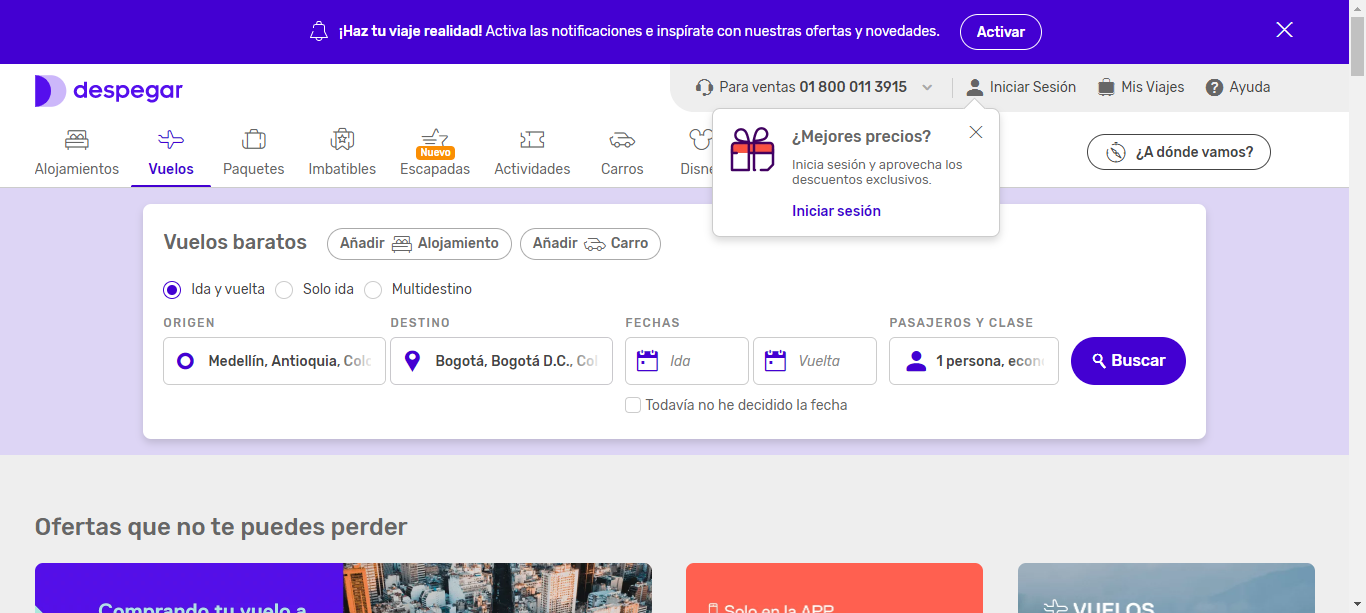 ¡Haz tu viaje realidad! Activa las notificaciones e inspírate con nuestras ofertas y novedades.
Activar
despegar
Para ventas 01 800 011 3915
Iniciar Sesión
Mis Viajes
Ayuda
Alojamientos
Vuelos
Paquetes
Imbatibles
Nuevo
Escapadas
Actividades
Carros
Disne
¿A dónde vamos?
¿Mejores precios?
Inicia sesión y aprovecha los
descuentos exclusivos.
Iniciar sesión
Vuelos baratos
Añadir Alojamiento
Añadir Carro
Ida y vuelta
Solo ida
Multidestino
ORIGEN
DESTINO
FECHAS
PASAJEROS Y CLASE
Medellín, Antioquia, Colo
Bogotá, Bogotá D.C., Col
Ida
Vuelta
1 persona, econ
Buscar
Todavía no he decidido la fecha
Ofertas que no te puedes perder
Comprando tu vuelo a
Solo en la APP
VUELOS